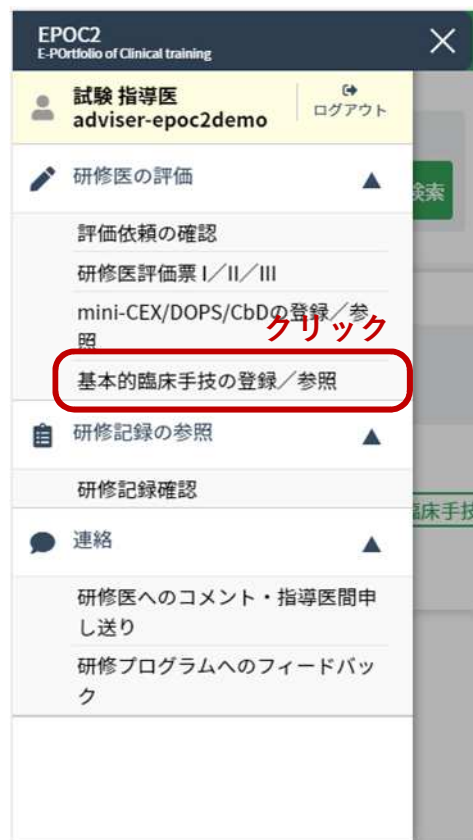 EPOC2
E-POrtfolio of Clinical training
試験 指導医
adviser-epoc2demo
ログアウト
研修医の評価
検索
評価依頼の確認
研修医評価票 I／II／III
mini-CEX/DOPS/CbDの登録／参
照
クリック
基本的臨床手技の登録／参照
研修記録の参照
研修記録確認
臨床手技
連絡
研修医へのコメント・指導医間申
し送り
研修プログラムへのフィードバッ
ク